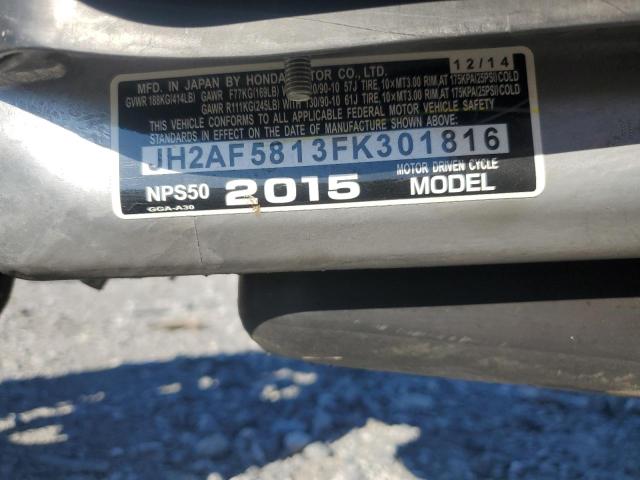 12/14
MFD. IN JAPAN BY HONDA MOTOR CO., LTD.
GVWR 188KG(414LB) GAWR F77KG(169LB) 90-10 57J TIRE, 10×MT3.00 RIM, AT 175KPA(25PSI)COLD
GAWR R111KG(245LB) WITH 130/90-10 61J TIRE, 10×MT3.00 RIM, AT 175KPA(25PSI)COLD
THIS VEHICLE CONFORMS TO ALL APPLICABLE FEDERAL MOTOR VEHICLE SAFETY
STANDARDS IN EFFECT ON THE DATE OF MANUFACTURE SHOWN ABOVE.
JH2AF5813FK301816
NPS50 2015 MOTOR DRIVEN CYCLE
MODEL
GGA-A30